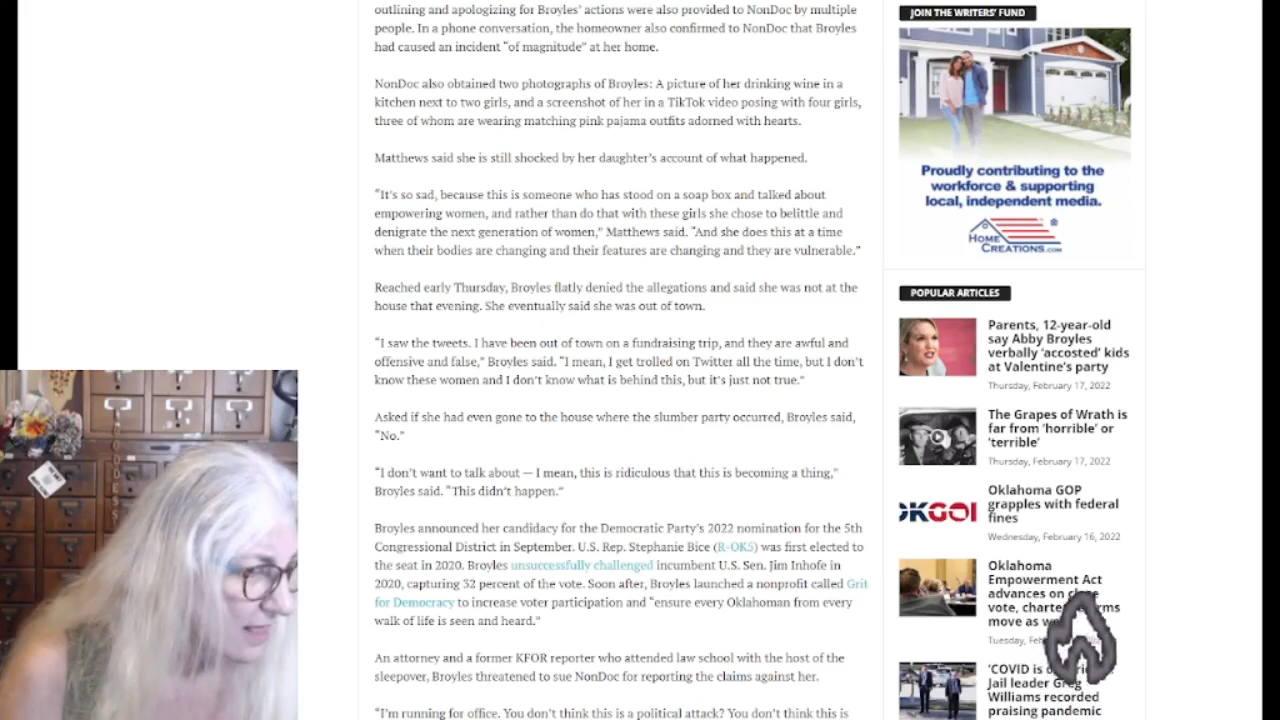 outlining and apologizing for Broyles' actions were also provided to NonDoc by multiple
people. In a phone conversation, the homeowner also confirmed to NonDoc that Broyles
had caused an incident “of magnitude” at her home.
NonDoc also obtained two photographs of Broyles: A picture of her drinking wine in a
kitchen next to two girls, and a screenshot of her in a TikTok video posing with four girls,
three of whom are wearing matching pink pajama outfits adorned with hearts.
Matthews said she is still shocked by her daughter's account of what happened.
“It's so sad, because this is someone who has stood on a soap box and talked about
empowering women, and rather than do that with these girls she chose to belittle and
denigrate the next generation of women,” Matthews said. “And she does this at a time
when their bodies are changing and their features are changing and they are vulnerable.”
Reached early Thursday, Broyles flatly denied the allegations and said she was not at the
house that evening. She eventually said she was out of town.
“I saw the tweets. I have been out of town on a fundraising trip, and they are awful and
offensive and false,” Broyles said. “I mean, I get trolled on Twitter all the time, but I don't
know these women and I don't know what is behind this, but it's just not true.”
Asked if she had even gone to the house where the slumber party occurred, Broyles said,
“No.”
“I don't want to talk about — I mean, this is ridiculous that this is becoming a thing,”
Broyles said. “This didn't happen.”
Broyles announced her candidacy for the Democratic Party's 2022 nomination for the 5th
Congressional District in September. U.S. Rep. Stephanie Bice (R-OK5) was first elected to
the seat in 2020. Broyles unsuccessfully challenged incumbent U.S. Sen. Jim Inhofe in
2020, capturing 32 percent of the vote. Soon after, Broyles launched a nonprofit called Grit
for Democracy to increase voter participation and “ensure every Oklahoman from every
walk of life is seen and heard.”
An attorney and a former KFOR reporter who attended law school with the host of the
sleepover, Broyles threatened to sue NonDoc for reporting the claims against her.
“I'm running for office. You don't think this is a political attack? You don't think this is
JOIN THE WRITERS' FUND
Proudly contributing to the
workforce & supporting
local, independent media.
HOME
CREATIONS.COM
POPULAR ARTICLES
Parents, 12-year-old
say Abby Broyles
verbally ‘accosted’ kids
at Valentine's party
Thursday, February 17, 2022
The Grapes of Wrath is
far from ‘horrible’ or
‘terrible’
Thursday, February 17, 2022
OKGOP
Oklahoma GOP
grapples with federal
fines
Wednesday, February 16, 2022
Oklahoma
Empowerment Act
advances on close
vote, charter
move as
Tuesday,
‘COVID is
Jail leader Greg
Williams recorded
praising pandemic